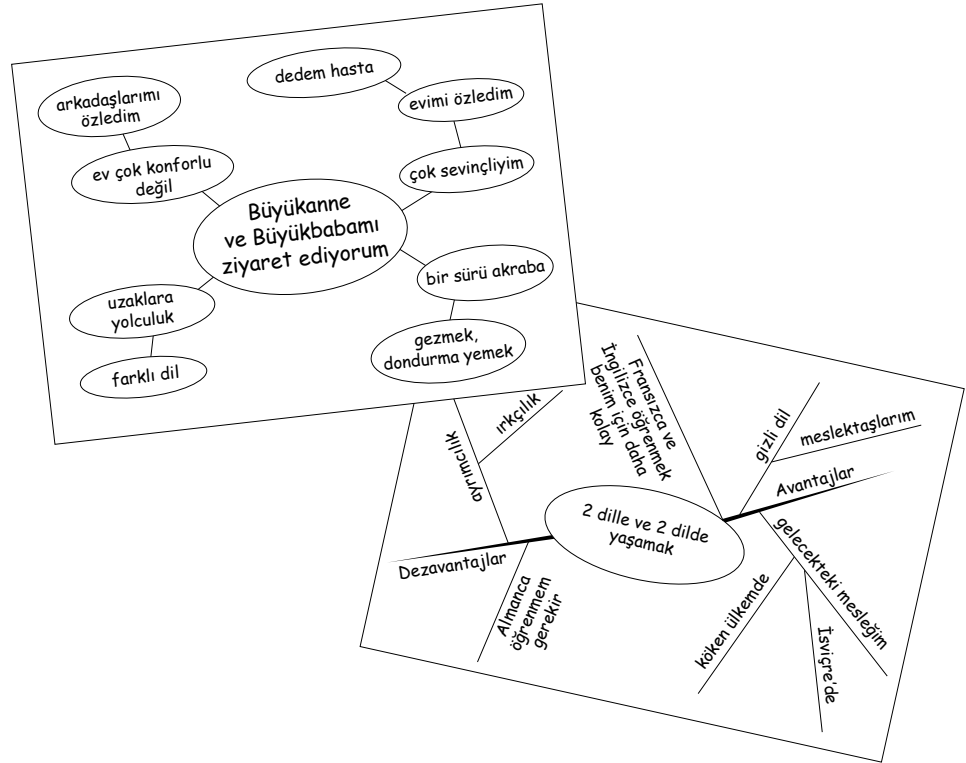 dedem hasta
evimi özledim
çok sevinçliyim
arkadaşlarımı
özledim
ev çok konforlu
değil
Büyükanne
ve Büyükbabamı
ziyaret ediyorum
bir sürü akraba
gezmek,
dondurma yemek
uzaklara
yolculuk
farklı dil
ayrımcılık
ırkçılık
Fransızca ve
İngilizce öğrenmek
benim için daha
kolay
gizli dil
meslektaşlarım
Avantajlar
2 dille ve 2 dilde
yaşamak
gelecekteki mesleğim
köken ülkemde
İsviçre'de
Dezavantajlar
Almanca
öğrenmem
gerekir